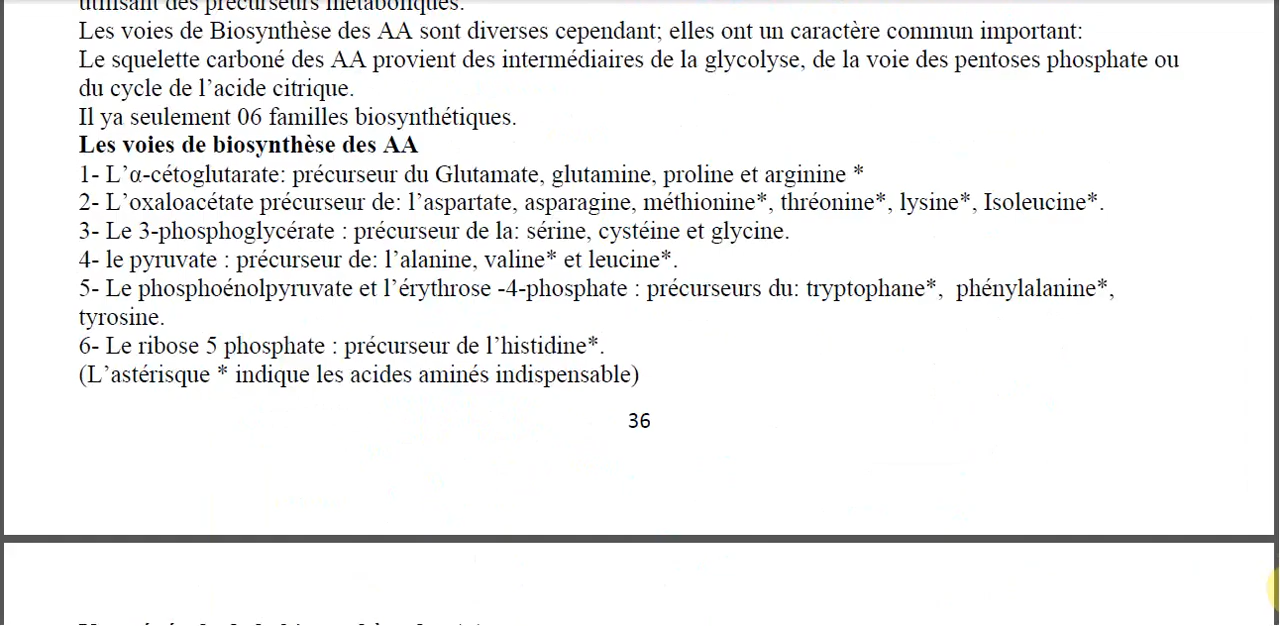 utilisant des précurseurs métaboliques.
Les voies de Biosynthèse des AA sont diverses cependant; elles ont un caractère commun important:
Le squelette carboné des AA provient des intermédiaires de la glycolyse, de la voie des pentoses phosphate ou
du cycle de l’acide citrique.
Il ya seulement 06 familles biosynthétiques.
Les voies de biosynthèse des AA
1- L’α-cétoglutarate: précurseur du Glutamate, glutamine, proline et arginine *
2- L’oxaloacétate précurseur de: l’aspartate, asparagine, méthionine*, thréonine*, lysine*, Isoleucine*.
3- Le 3-phosphoglycérate : précurseur de la: sérine, cystéine et glycine.
4- le pyruvate : précurseur de: l’alanine, valine* et leucine*.
5- Le phosphoénolpyruvate et l’érythrose -4-phosphate : précurseurs du: tryptophane*, phénylalanine*,
tyrosine.
6- Le ribose 5 phosphate : précurseur de l’histidine*.
(L’astérisque * indique les acides aminés indispensable)
36